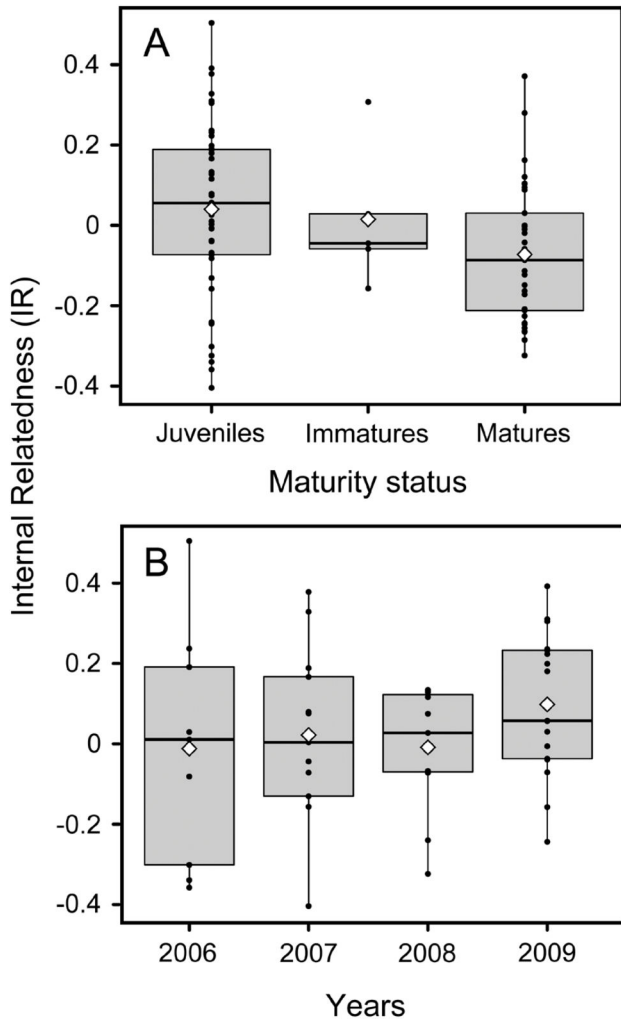 A
0.4
0.2
0
-0.2
-0.4
Juveniles Immatures Matures
Maturity status
Internal Relatedness (IR)
B
0.4
0.2
0
-0.2
-0.4
2006 2007 2008 2009
Years